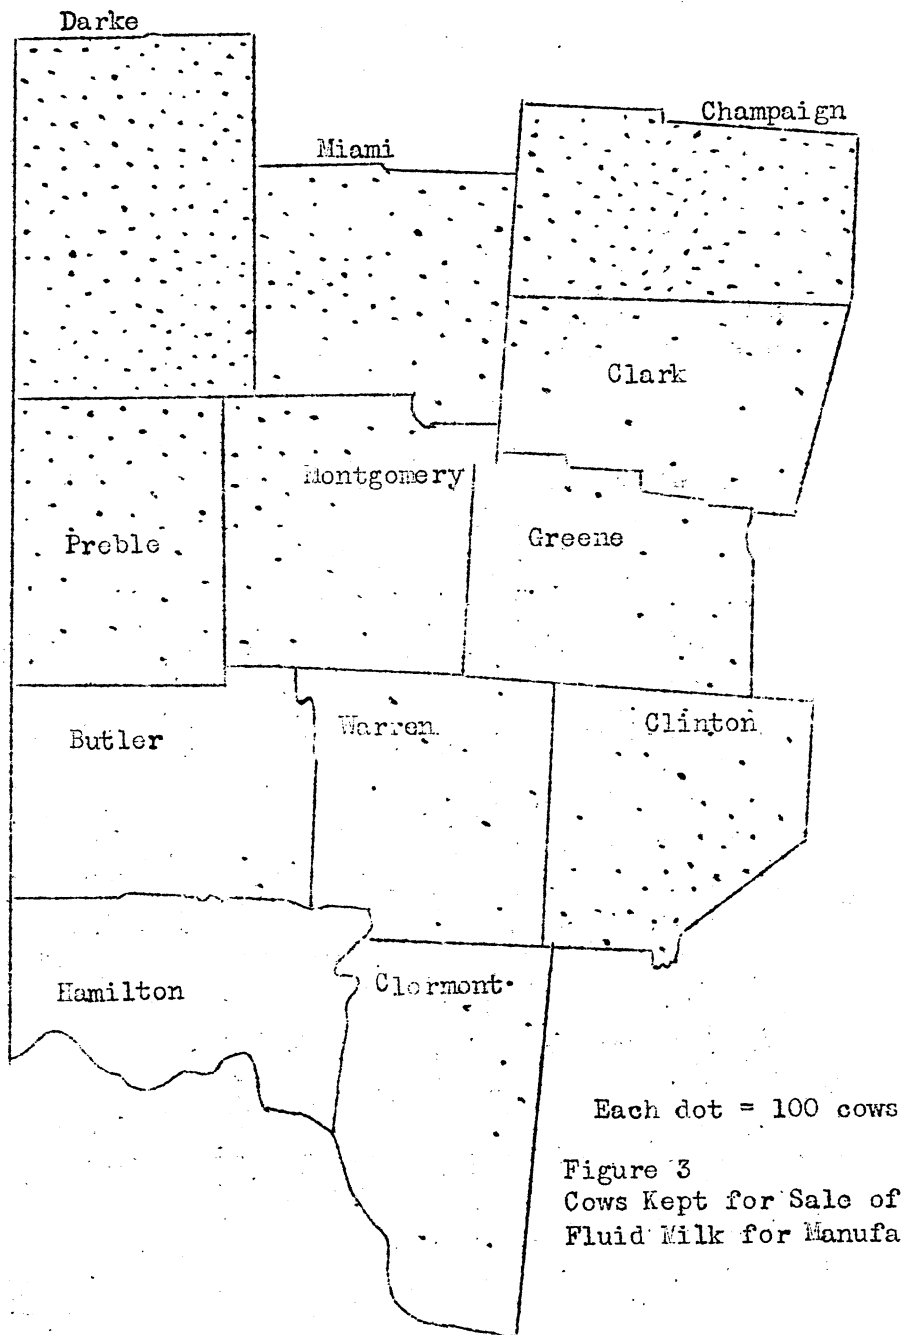 Darke
Champaign
Miami
Clark
Montgomery
Preble
Greene
Butler
Warren
Clinton
Hamilton
Clermont
Each dot = 100 cows
Figure 3
Cows Kept for Sale of
Fluid Milk for Manufa